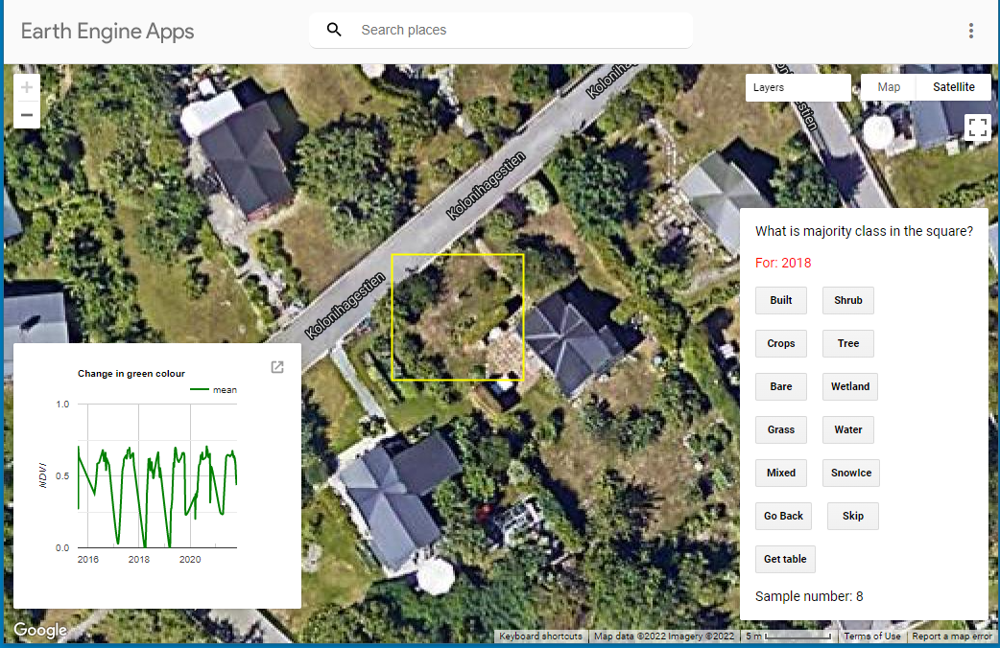 Earth Engine Apps
Search places
Layers
Map
Satellite
Kolonihagestien
Kolonihagestien
What is majority class in the square?
For: 2018
Built
Shrub
Crops
Tree
Bare
Wetland
Grass
Water
Mixed
SnowIce
Go Back
Skip
Get table
Sample number: 8
Change in green colour
mean
1.0
0.5
0.0
NDVI
2016
2018
2020
Google
Keyboard shortcuts
Map data ©2022 Imagery ©2022
5 m
Terms of Use
Report a map error